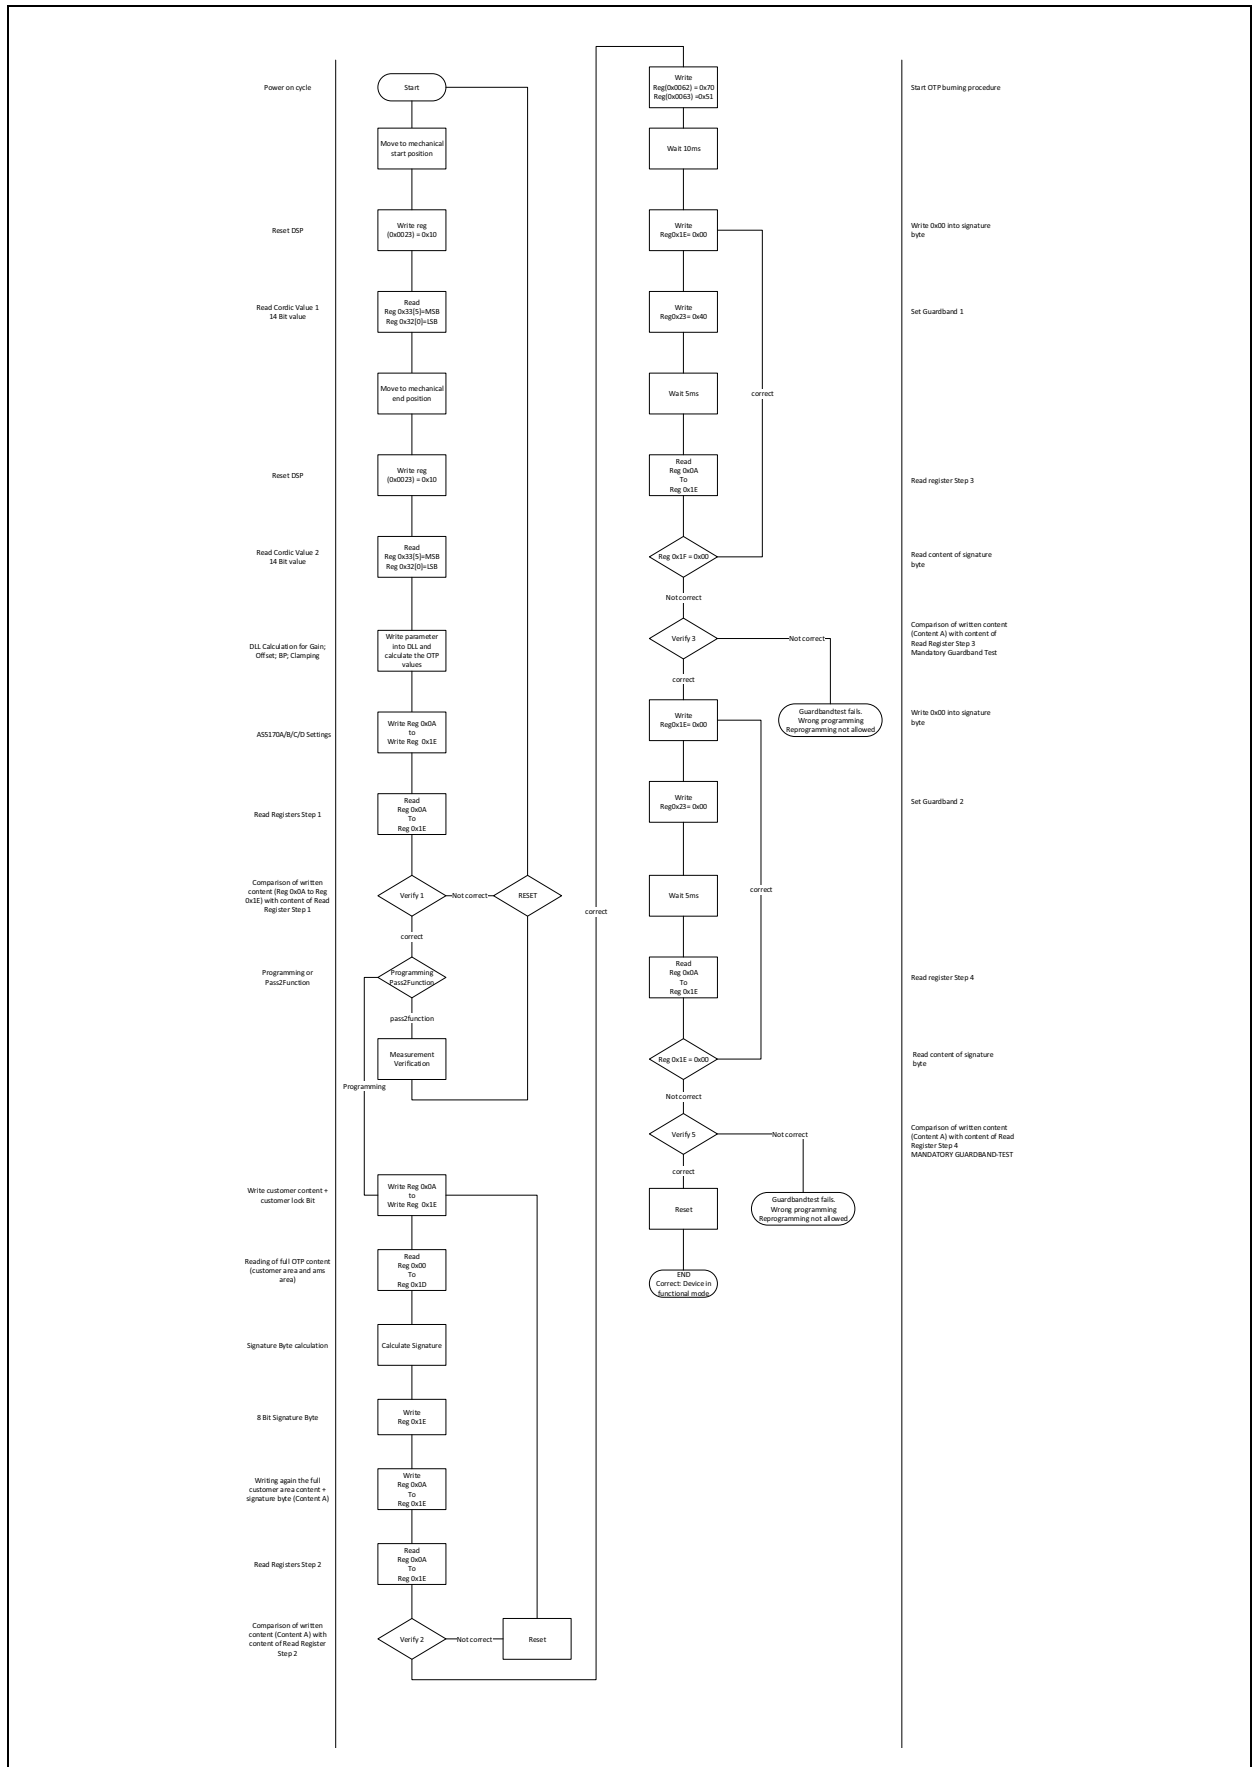 Power on cycle
Start
Move to mechanical
start position
Reset DSP
Write reg
(0x0023) = 0x10
Read Cordic Value 1
14 Bit value
Read
Reg 0x33[5]=MSB
Reg 0x32[0]=LSB
Move to mechanical
end position
Reset DSP
Write reg
(0x0023) = 0x10
Read Cordic Value 2
14 Bit value
Read
Reg 0x33[5]=MSB
Reg 0x32[0]=LSB
DLL Calculation for Gain;
Offset; BP; Clamping
Write parameter
into DLL and
calculate the OTP
values
AS5170A/B/C/D Settings
Write Reg 0x0A
to
Write Reg 0x1E
Read Registers Step 1
Read
Reg 0x0A
To
Reg 0x1E
Comparison of written
content (Reg 0x0A to Reg
0x1E) with content of Read
Register Step 1
Verify 1
Not correct
RESET
correct
Programming or
Pass2Function
Programming
Pass2Function
pass2function
Measurement
Verification
Programming
Write customer content +
customer lock Bit
Write Reg 0x0A
to
Write Reg 0x1E
Reading of full OTP content
(customer area and ams
area)
Read
Reg 0x00
To
Reg 0x1D
Signature Byte calculation
Calculate Signature
8 Bit Signature Byte
Write
Reg 0x1E
Writing again the full
customer area content +
signature byte (Content A)
Write
Reg 0x0A
To
Reg 0x1E
Read Registers Step 2
Read
Reg 0x0A
To
Reg 0x1E
Comparison of written
content (Content A) with
content of Read Register
Step 2
Verify 2
Not correct
Reset
correct
Write
Reg(0x0062) = 0x70
Reg(0x0063) =0x51
Start OTP burning procedure
Wait 10ms
Write
Reg0x1E= 0x00
Write 0x00 into signature
byte
Write
Reg0x23= 0x40
Set Guardband 1
Wait 5ms
correct
Read
Reg 0x0A
To
Reg 0x1E
Read register Step 3
Reg 0x1F = 0x00
Read content of signature
byte
Not correct
Verify 3
Not correct
Comparison of written content
(Content A) with content of
Read Register Step 3
Mandatory Guardband Test
correct
Guardbandtest fails.
Wrong programming
Reprogramming not allowed
Write
Reg0x1E= 0x00
Write 0x00 into signature
byte
Write
Reg0x23= 0x00
Set Guardband 2
Wait 5ms
correct
Read
Reg 0x0A
To
Reg 0x1E
Read register Step 4
Reg 0x1E = 0x00
Read content of signature
byte
Not correct
Verify 5
Not correct
Comparison of written content
(Content A) with content of Read
Register Step 4
MANDATORY GUARDBAND-TEST
correct
Guardbandtest fails.
Wrong programming
Reprogramming not allowed
Reset
END
Correct: Device in
functional mode